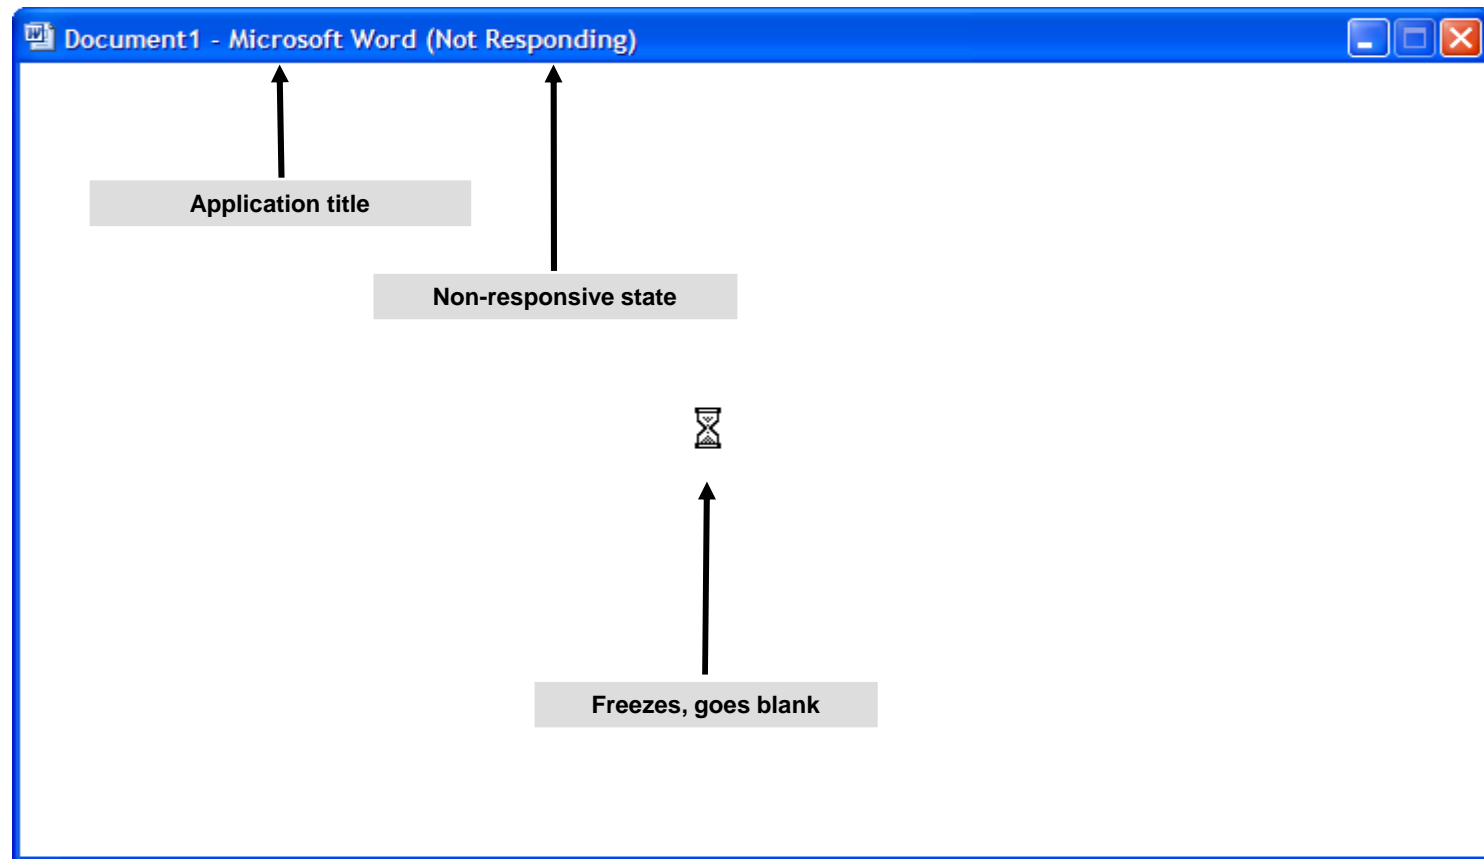 Document1 - Microsoft Word (Not Responding)
Application title
Non-responsive state
Freezes, goes blank